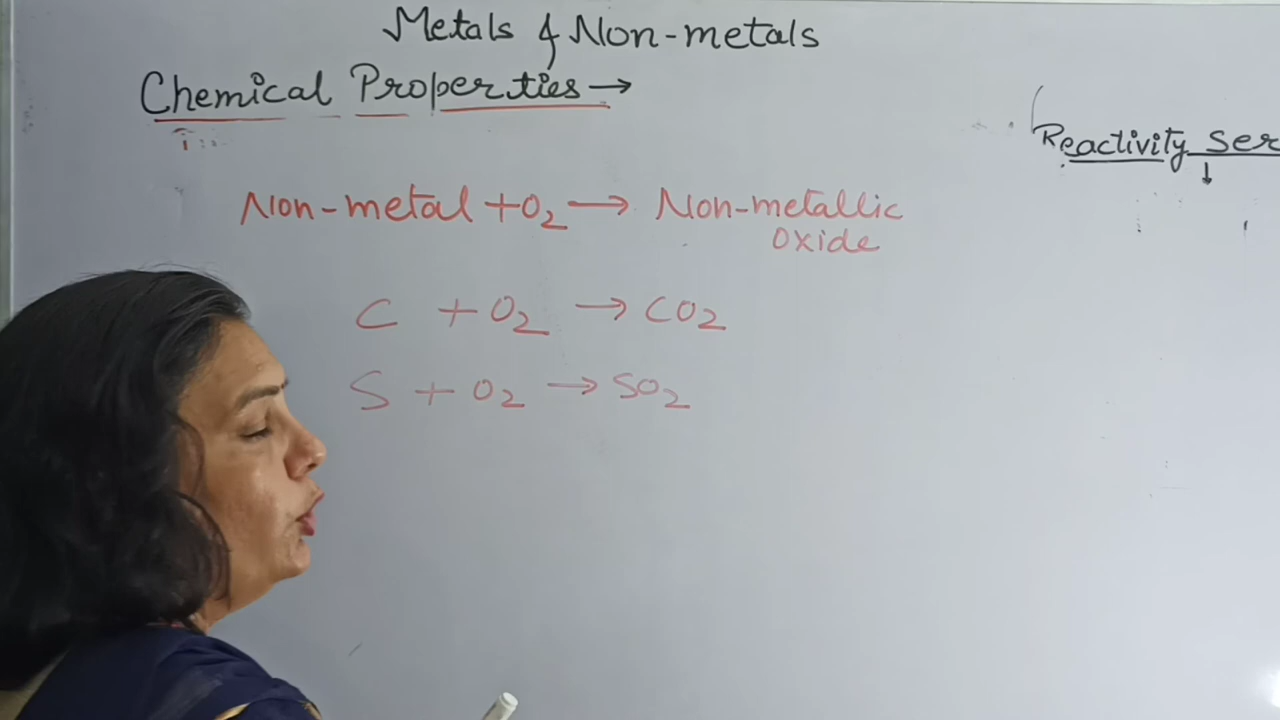 Metals & Non-metals
Chemical Properties →
Reactivity Ser
↓
Non-metal + O₂ → Non-metallic
oxide
C + O₂ → CO₂
S + O₂ → SO₂